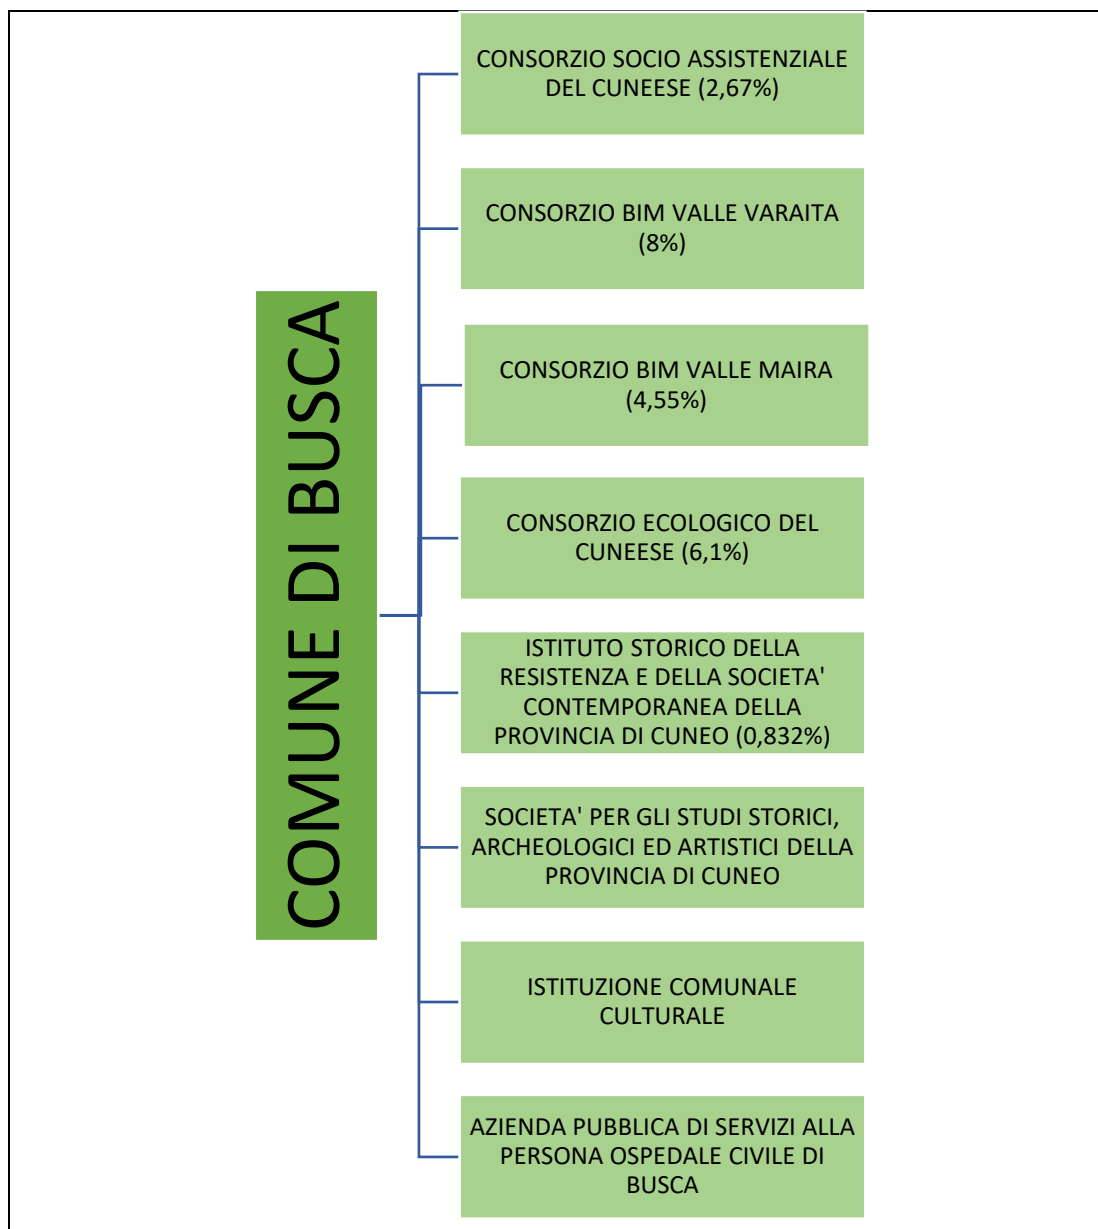 COMUNE DI BUSCA
CONSORZIO SOCIO ASSISTENZIALE
DEL CUNEESE (2,67%)
CONSORZIO BIM VALLE VARAITA
(8%)
CONSORZIO BIM VALLE MAIRA
(4,55%)
CONSORZIO ECOLOGICO DEL
CUNEESE (6,1%)
ISTITUTO STORICO DELLA
RESISTENZA E DELLA SOCIETA'
CONTEMPORANEA DELLA
PROVINCIA DI CUNEO (0,832%)
SOCIETA' PER GLI STUDI STORICI,
ARCHEOLOGICI ED ARTISTICI DELLA
PROVINCIA DI CUNEO
ISTITUZIONE COMUNALE
CULTURALE
AZIENDA PUBBLICA DI SERVIZI ALLA
PERSONA OSPEDALE CIVILE DI
BUSCA